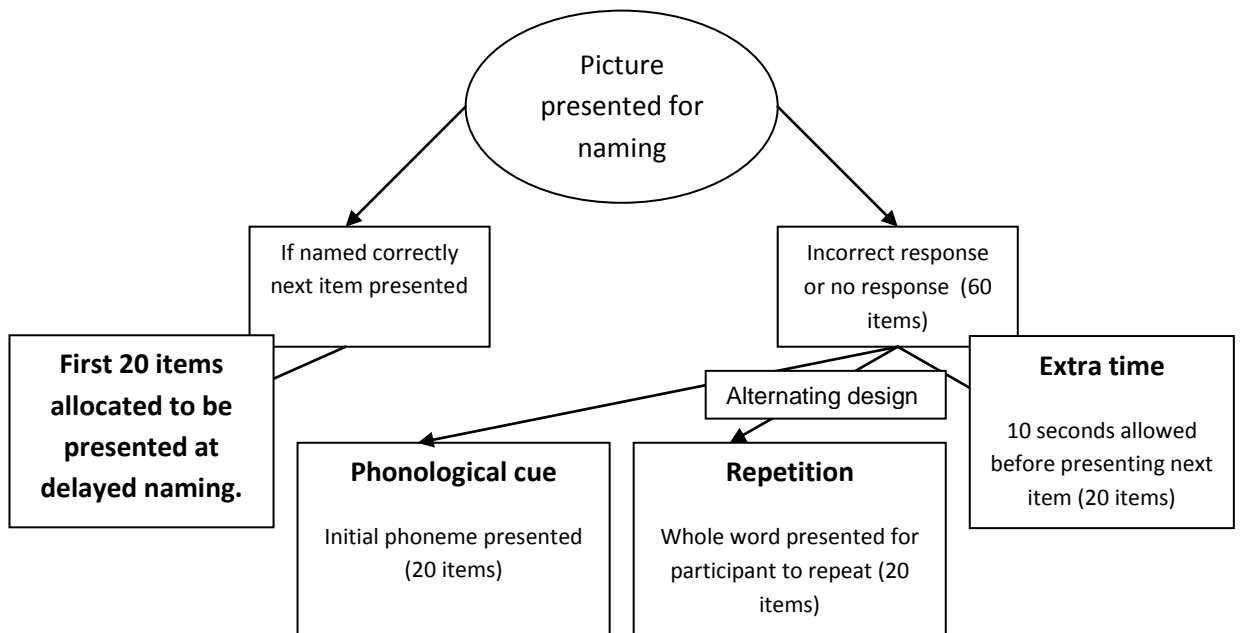 Picture
presented for
naming
If named correctly
next item presented
Incorrect response
or no response (60
items)
First 20 items
allocated to be
presented at
delayed naming.
Alternating design
Extra time
10 seconds allowed
before presenting next
item (20 items)
Phonological cue
Initial phoneme presented
(20 items)
Repetition
Whole word presented for
participant to repeat (20
items)